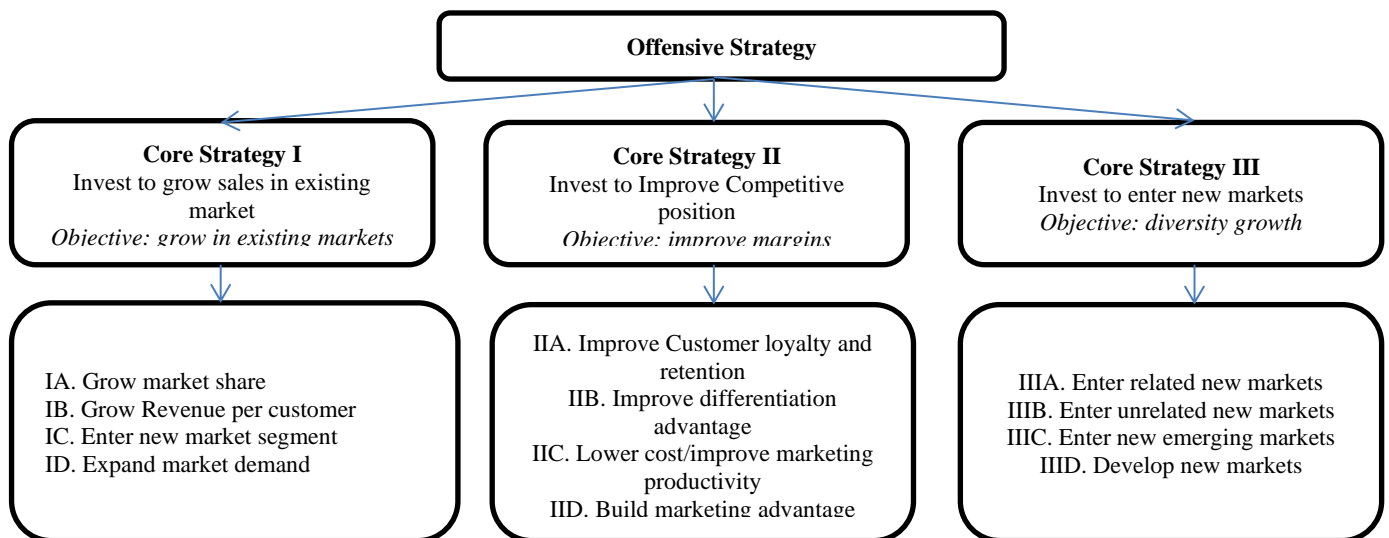 Offensive Strategy
Core Strategy I
Invest to grow sales in existing
market
Objective: grow in existing markets
Core Strategy II
Invest to Improve Competitive
position
Objective: improve margins
Core Strategy III
Invest to enter new markets
Objective: diversity growth
IA. Grow market share
IB. Grow Revenue per customer
IC. Enter new market segment
ID. Expand market demand
IIA. Improve Customer loyalty and
retention
IIB. Improve differentiation
advantage
IIC. Lower cost/improve marketing
productivity
IID. Build marketing advantage
IIIA. Enter related new markets
IIIB. Enter unrelated new markets
IIIC. Enter new emerging markets
IIID. Develop new markets